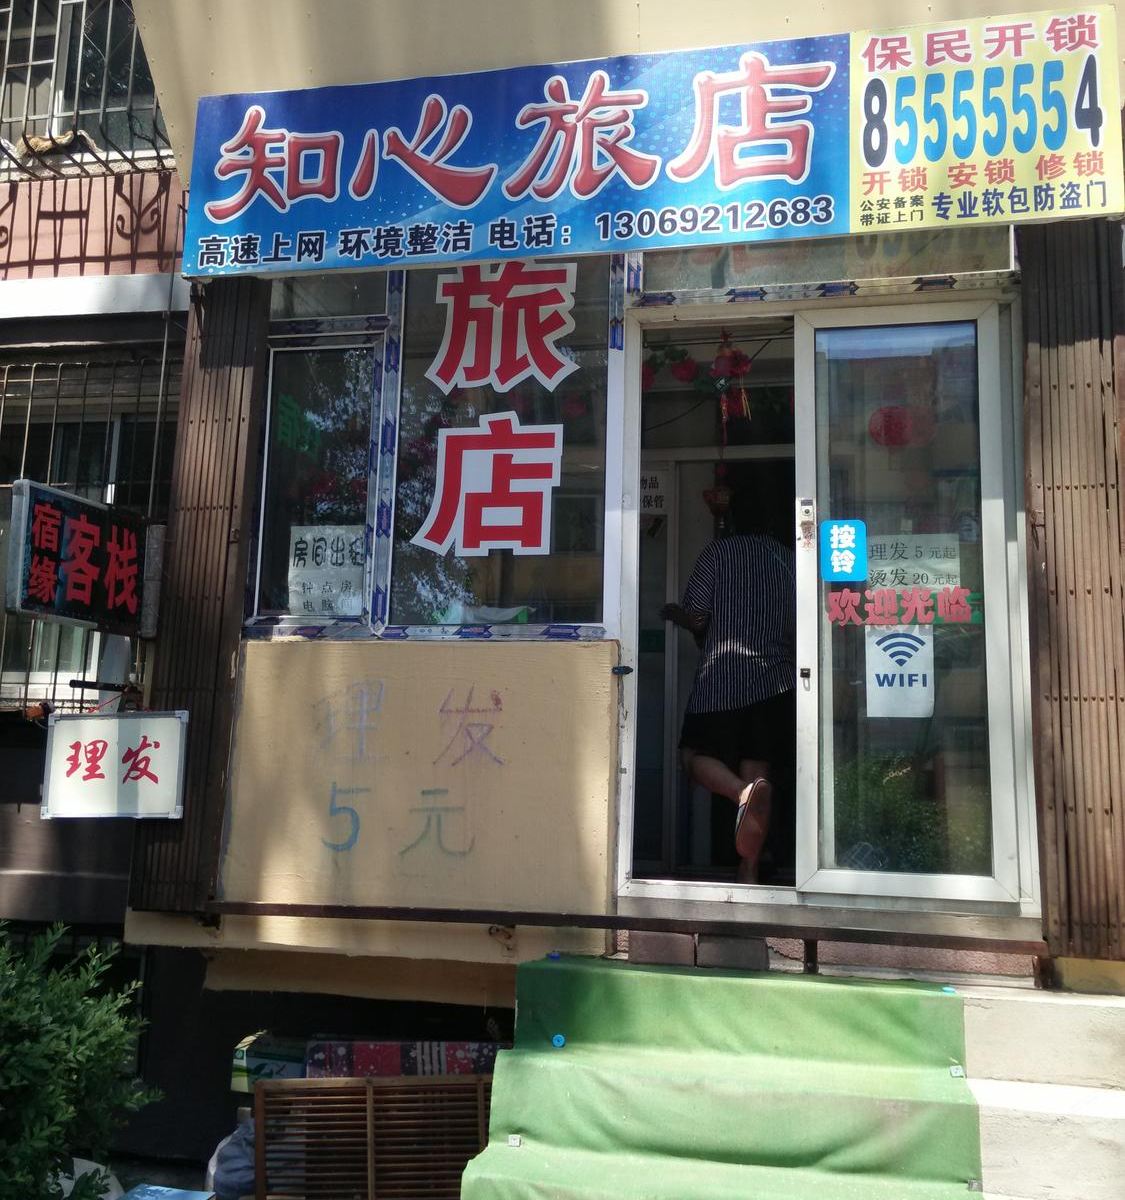 知心旅店
高速上网 环境整洁 电话：13069212683
保民开锁
85555554
开锁 安锁 修锁
公安备案
带证上门
专业软包防盗门
旅店
房间出租
钟点房
电脑
宿缘
客栈
理发
理发
5元
物品
保管
按铃
理发5元起
烫发20元起
欢迎光临
WIFI